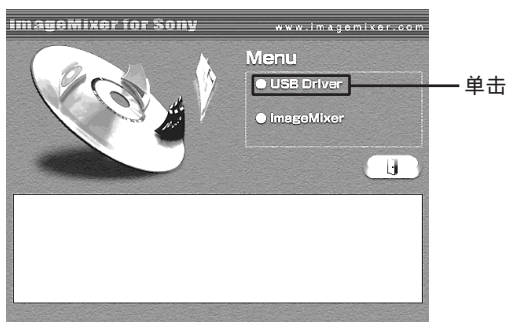 ImageMixer for Sony
www.imagemixer.com
Menu
USB Driver
单击
ImageMixer